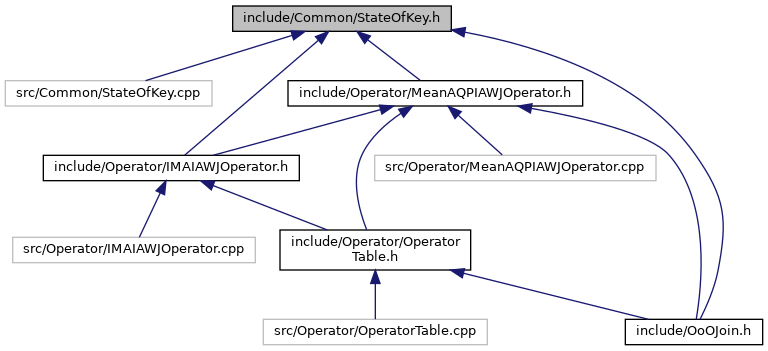 include/Common/StateOfKey.h
src/Common/StateOfKey.cpp
include/Operator/MeanAQPIAWJOperator.h
include/Operator/IMAIAWJOperator.h
src/Operator/MeanAQPIAWJOperator.cpp
src/Operator/IMAIAWJOperator.cpp
include/Operator/Operator
Table.h
src/Operator/OperatorTable.cpp
include/OoOJoin.h